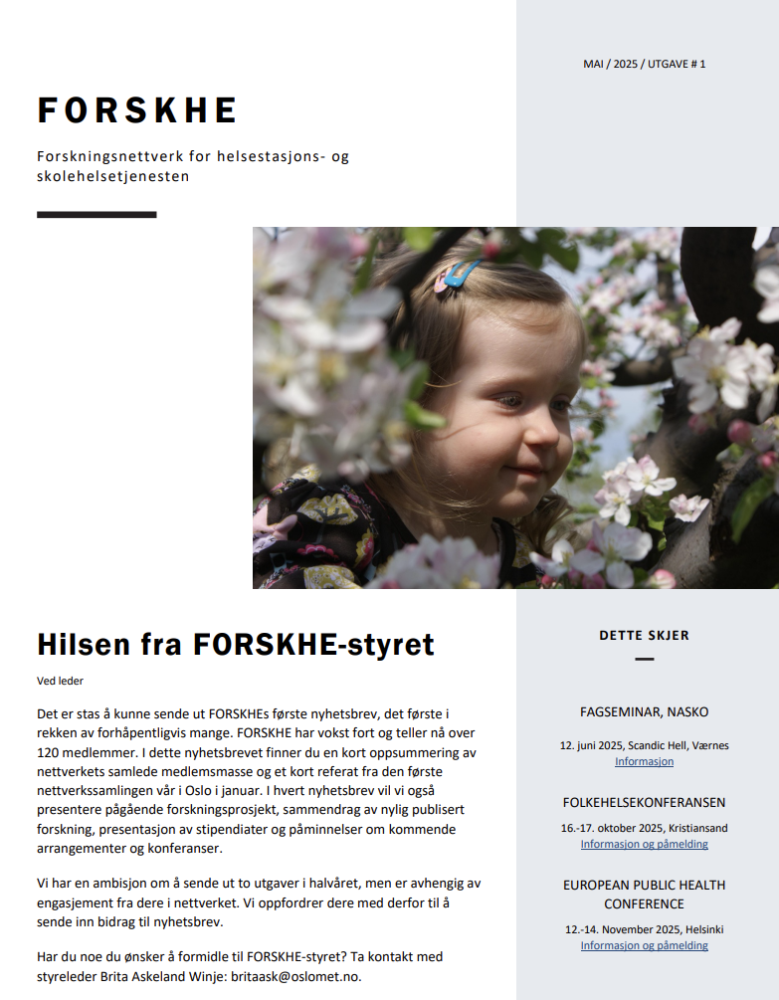 MAI / 2025 / UTGAVE # 1
FORSKHE
Forskningsnettverk for helsestasjons- og
skolehelsetjenesten
Hilsen fra FORSKHE-styret
Ved leder
Det er stas å kunne sende ut FORSKHEs første nyhetsbrev, det første i
rekken av forhåpentligvis mange. FORSKHE har vokst fort og teller nå over
120 medlemmer. I dette nyhetsbrevet finner du en kort oppsummering av
nettverkets samlede medlemsmasse og et kort referat fra den første
nettverkssamlingen vår i Oslo i januar. I hvert nyhetsbrev vil vi også
presentere pågående forskningsprosjekt, sammendrag av nylig publisert
forskning, presentasjon av stipendiater og påminnelser om kommende
arrangementer og konferanser.
Vi har en ambisjon om å sende ut to utgaver i halvåret, men er avhengig av
engasjement fra dere i nettverket. Vi oppfordrer dere med derfor til å
sende inn bidrag til nyhetsbrev.
Har du noe du ønsker å formidle til FORSKHE-styret? Ta kontakt med
styreleder Brita Askeland Winje: britaask@oslomet.no.
DETTE SKJER
FAGSEMINAR, NASKO
12. juni 2025, Scandic Hell, Værnes
Informasjon
FOLKEHELSEKONFERANSEN
16.-17. oktober 2025, Kristiansand
Informasjon og påmelding
EUROPEAN PUBLIC HEALTH
CONFERENCE
12.-14. November 2025, Helsinki
Informasjon og påmelding